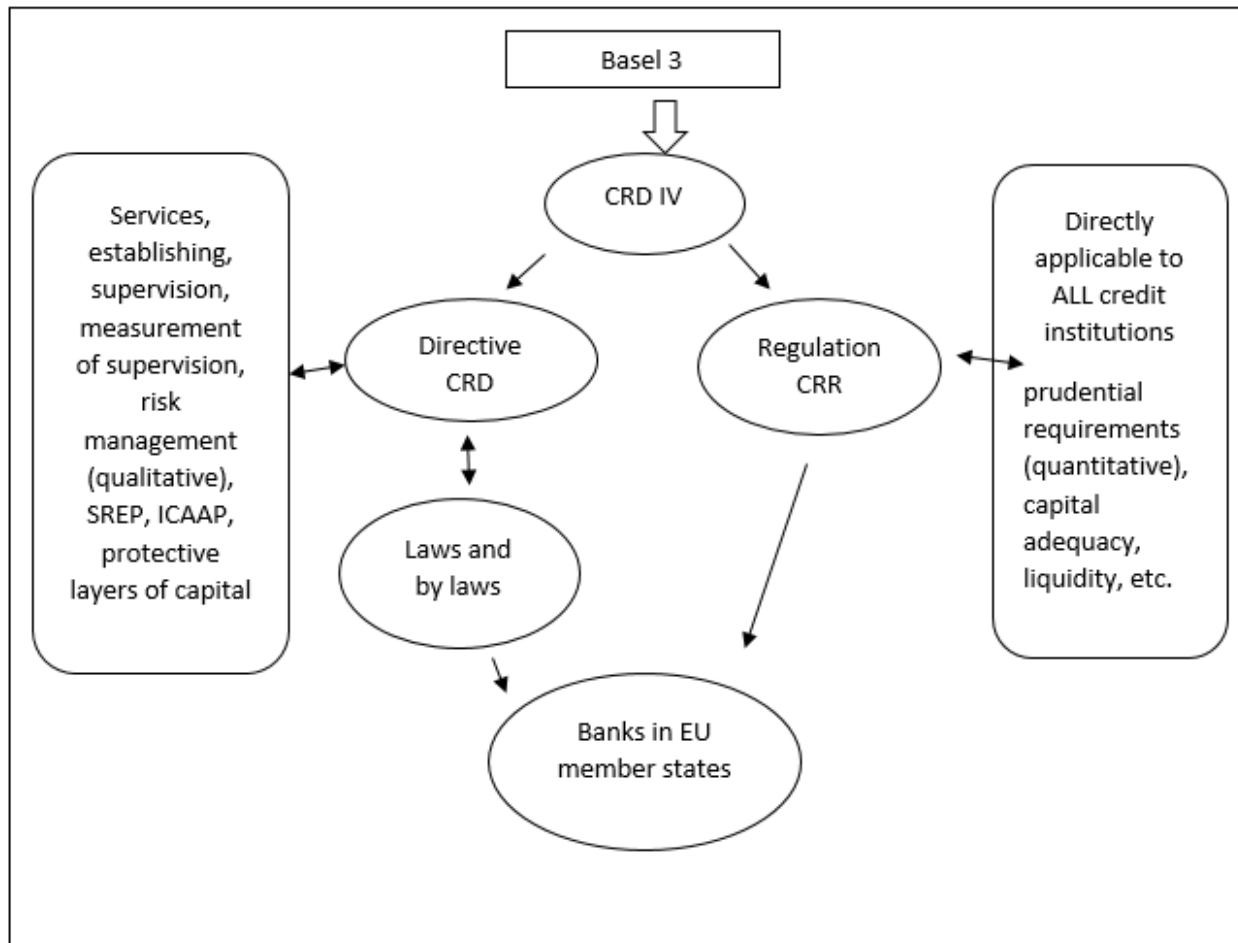 Basel 3
CRD IV
Services,
establishing,
supervision,
measurement
of supervision,
risk
management
(qualitative),
SREP, ICAAP,
protective
layers of capital
Directive
CRD
Regulation
CRR
Directly
applicable to
ALL credit
institutions
prudential
requirements
(quantitative),
capital
adequacy,
liquidity, etc.
Laws and
by laws
Banks in EU
member states